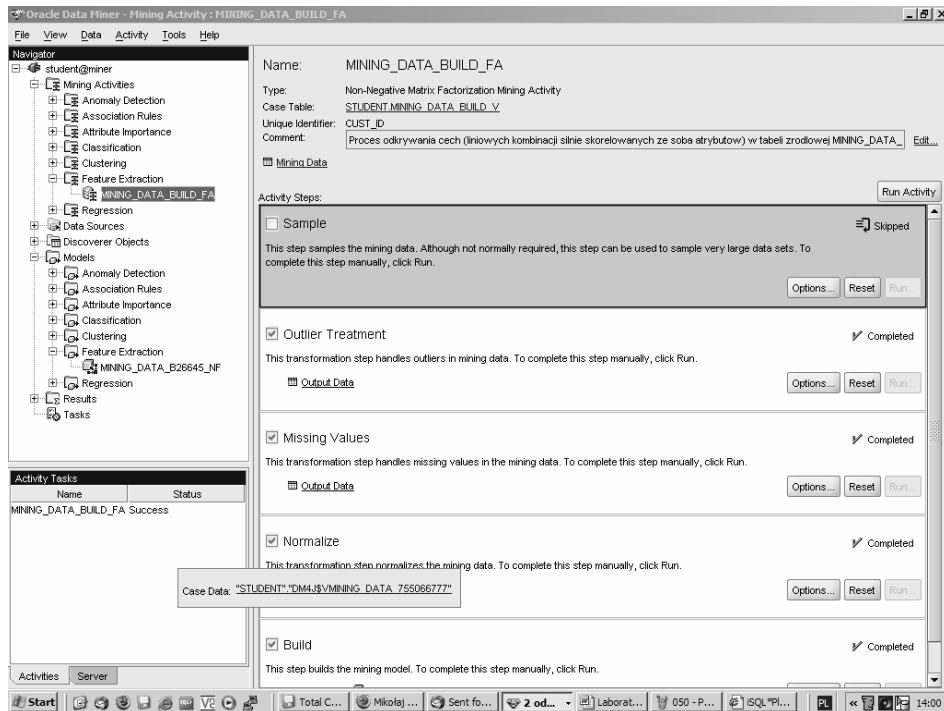 Oracle Data Miner - Mining Activity : MINING_DATA_BUILD_FA
File View Data Activity Tools Help
Navigator
student@miner
Mining Activities
Anomaly Detection
Association Rules
Attribute Importance
Classification
Clustering
Feature Extraction
MINING_DATA_BUILD_FA
Regression
Data Sources
Discoverer Objects
Models
Anomaly Detection
Association Rules
Attribute Importance
Classification
Clustering
Feature Extraction
MINING_DATA_B26645_NF
Regression
Results
Tasks
Activity Tasks
Name Status
MINING_DATA_BUILD_FA Success
Activities Server
Name: MINING_DATA_BUILD_FA
Type: Non-Negative Matrix Factorization Mining Activity
Case Table: STUDENT.MINING_DATA_BUILD_V
Unique Identifier: CUST_ID
Comment: Proces odkrywania cech (liniowych kombinacji silnie skorelowanych ze soba atrybutow) w tabeli zrodlowej MINING_DATA_ Edit...
Mining Data
Run Activity
Activity Steps:
Sample Skipped
This step samples the mining data. Although not normally required, this step can be used to sample very large data sets. To
complete this step manually, click Run.
Options... Reset Run...
Outlier Treatment Completed
This transformation step handles outliers in mining data. To complete this step manually, click Run.
Output Data
Options... Reset Run...
Missing Values Completed
This transformation step handles missing values in the mining data. To complete this step manually, click Run.
Output Data
Options... Reset Run...
Normalize Completed
This transformation step normalizes the mining data. To complete this step manually, click Run.
Case Data: "STUDENT"."DM4J$VMINING_DATA_755066777"
Options... Reset Run...
Build Completed
This step builds the mining model. To complete this step manually, click Run.
Start Total C... Mikołaj ... Sent fo... 2 od... Laborat... 050 - P... iSQL*Pl... PL 14:00